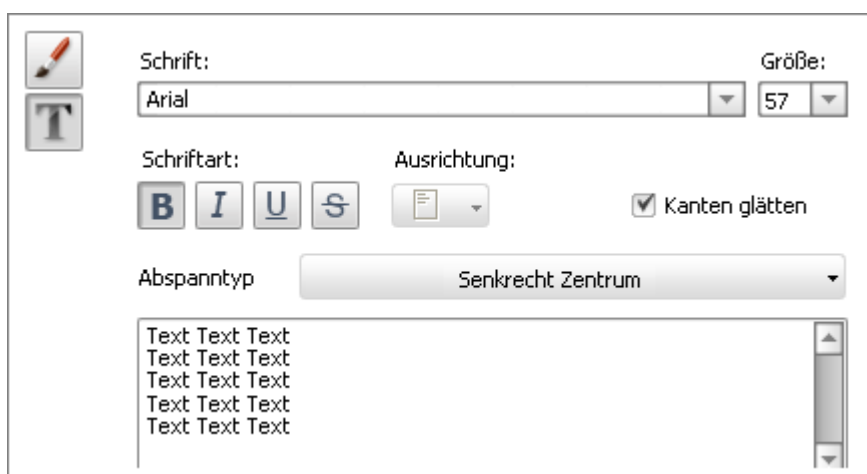 Schrift:
Größe:
Arial
57
T
Schriftart:
Ausrichtung:
B I U S
Kanten glätten
Abspanntyp
Senkrecht Zentrum
Text Text Text
Text Text Text
Text Text Text
Text Text Text
Text Text Text